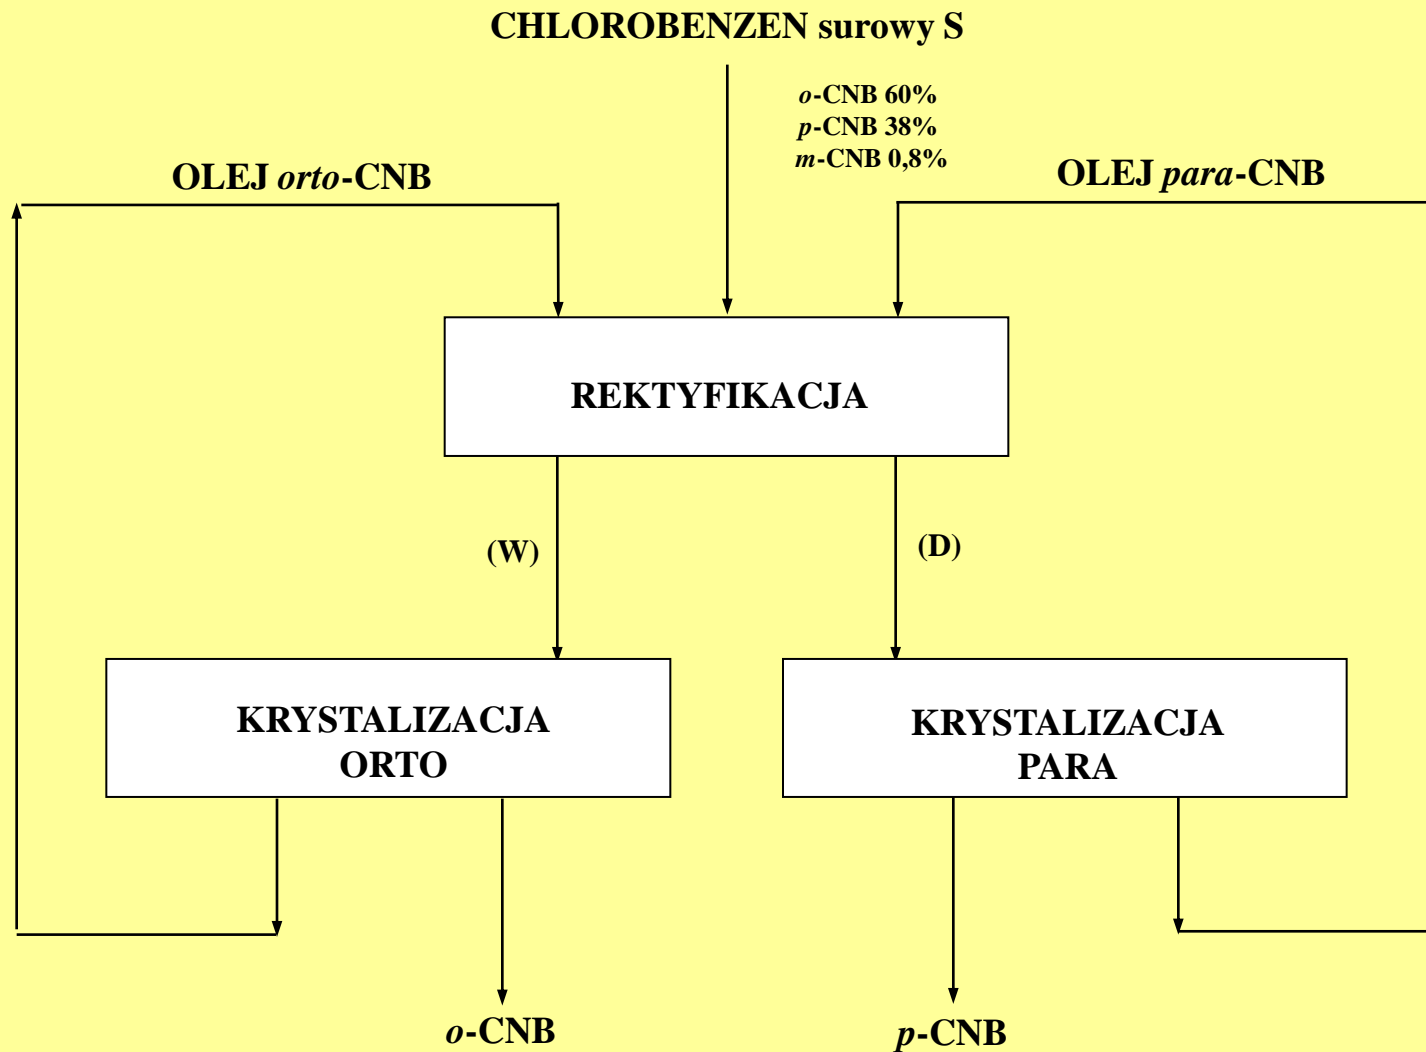 CHLOROBENZEN surowy S
o-CNB 60%
p-CNB 38%
m-CNB 0,8%
OLEJ orto-CNB
OLEJ para-CNB
REKTYFIKACJA
(W)
(D)
KRYSTALIZACJA
ORTO
KRYSTALIZACJA
PARA
o-CNB
p-CNB